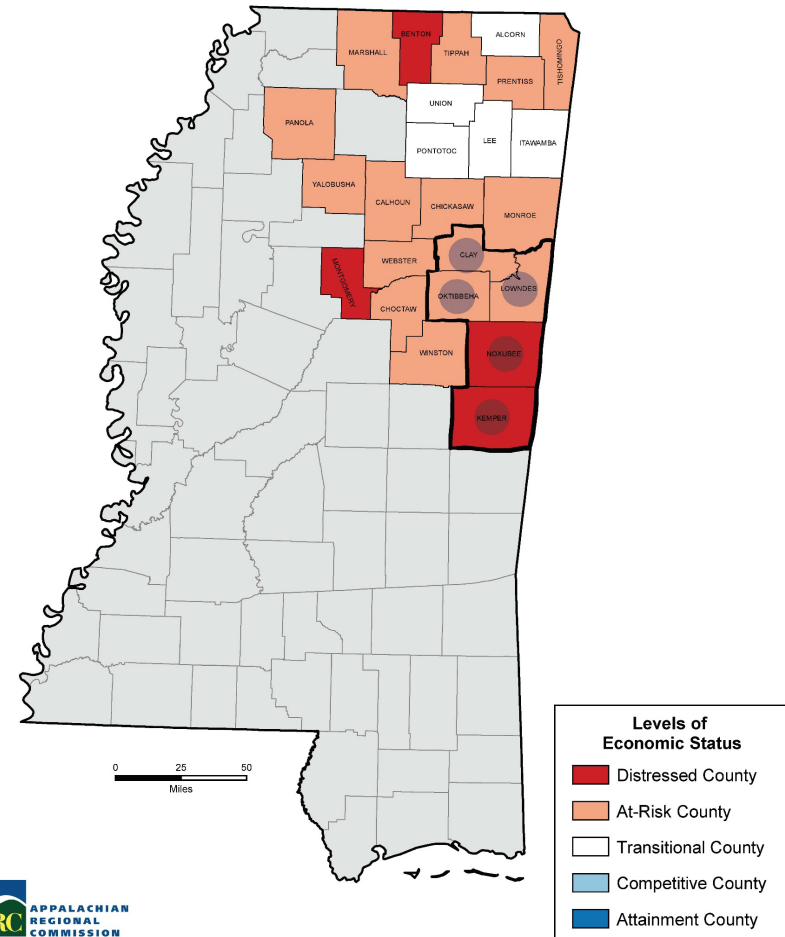 BENTON
ALCORN
MARSHALL
TIPPAH
TISHOMINGO
PRENTISS
UNION
PANOLA
LEE
ITAWAMBA
PONTOTOC
YALOBUSHA
CALHOUN
CHICKASAW
MONROE
CLAY
WEBSTER
MONTGOMERY
LOWNDES
OKTIBBEHA
CHOCTAW
WINSTON
NOXUBEE
KEMPER
Levels of
Economic Status
Distressed County
At-Risk County
Transitional County
Competitive County
Attainment County
0 25 50
Miles
RC
APPALACHIAN
REGIONAL
COMMISSION